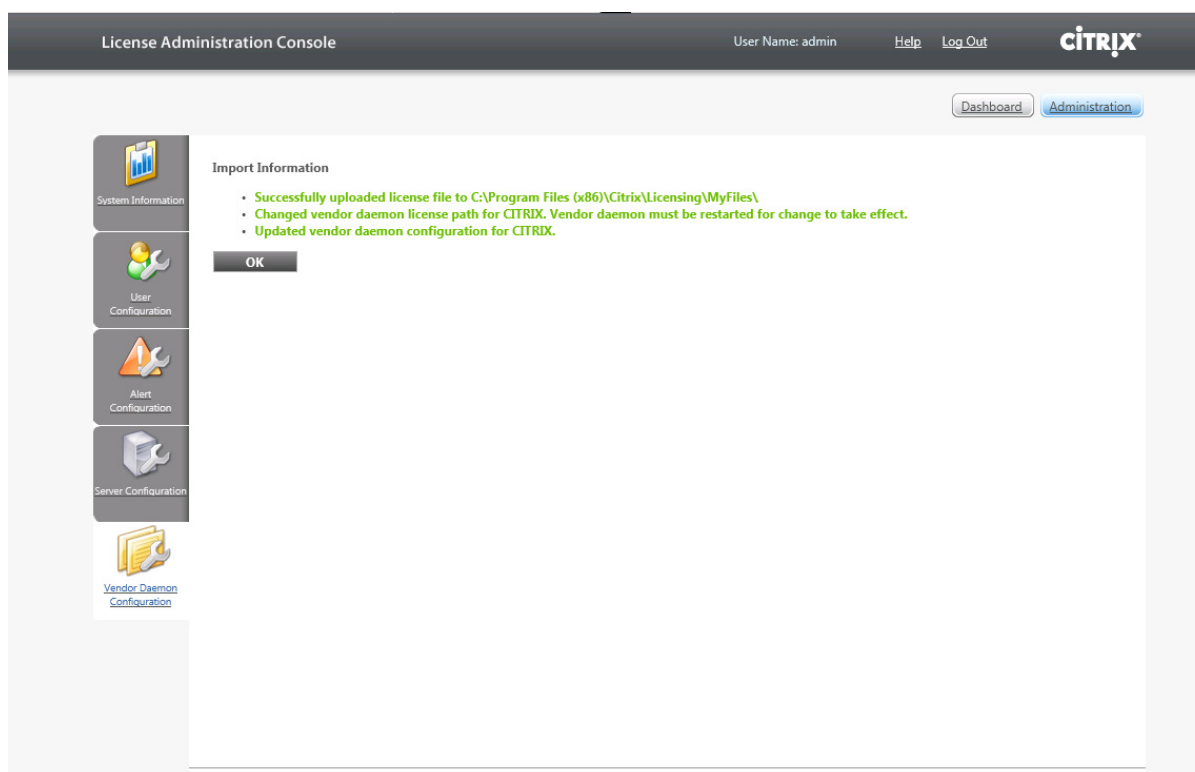 License Administration Console
User Name: admin
Help
Log Out
CITRIX
Dashboard
Administration
System Information
User
Configuration
Alert
Configuration
Server Configuration
Vendor Daemon
Configuration
Import Information
• Successfully uploaded license file to C:\Program Files (x86)\Citrix\Licensing\MyFiles\
• Changed vendor daemon license path for CITRIX. Vendor daemon must be restarted for change to take effect.
• Updated vendor daemon configuration for CITRIX.
OK